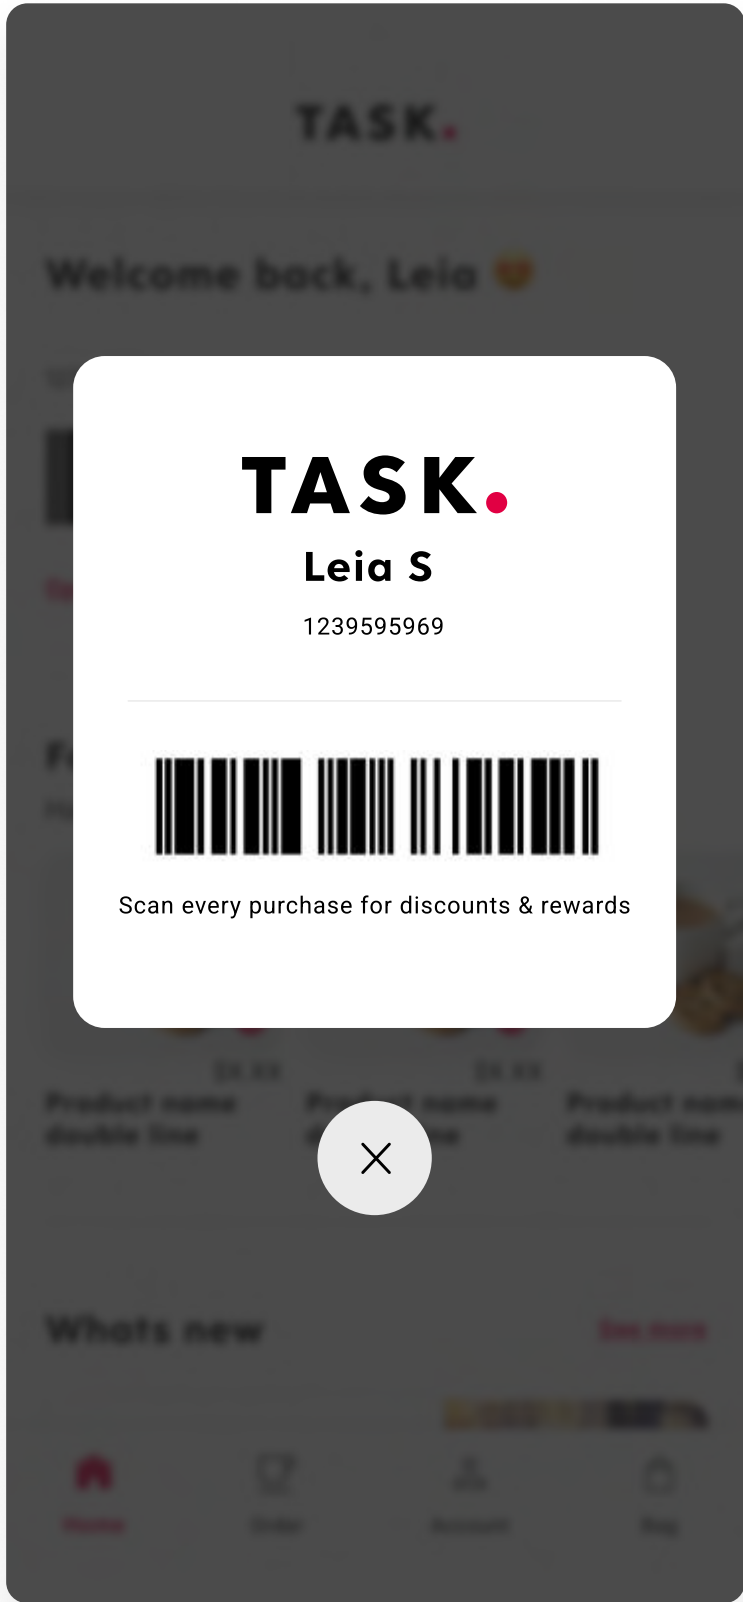 TASK.
Welcome back, Leia 😍
TASK.
Leia S
1239595969
Scan every purchase for discounts & rewards
Product name
double line
Product name
Product
double line
Whats new
See more
Home
Order
Account
Bag